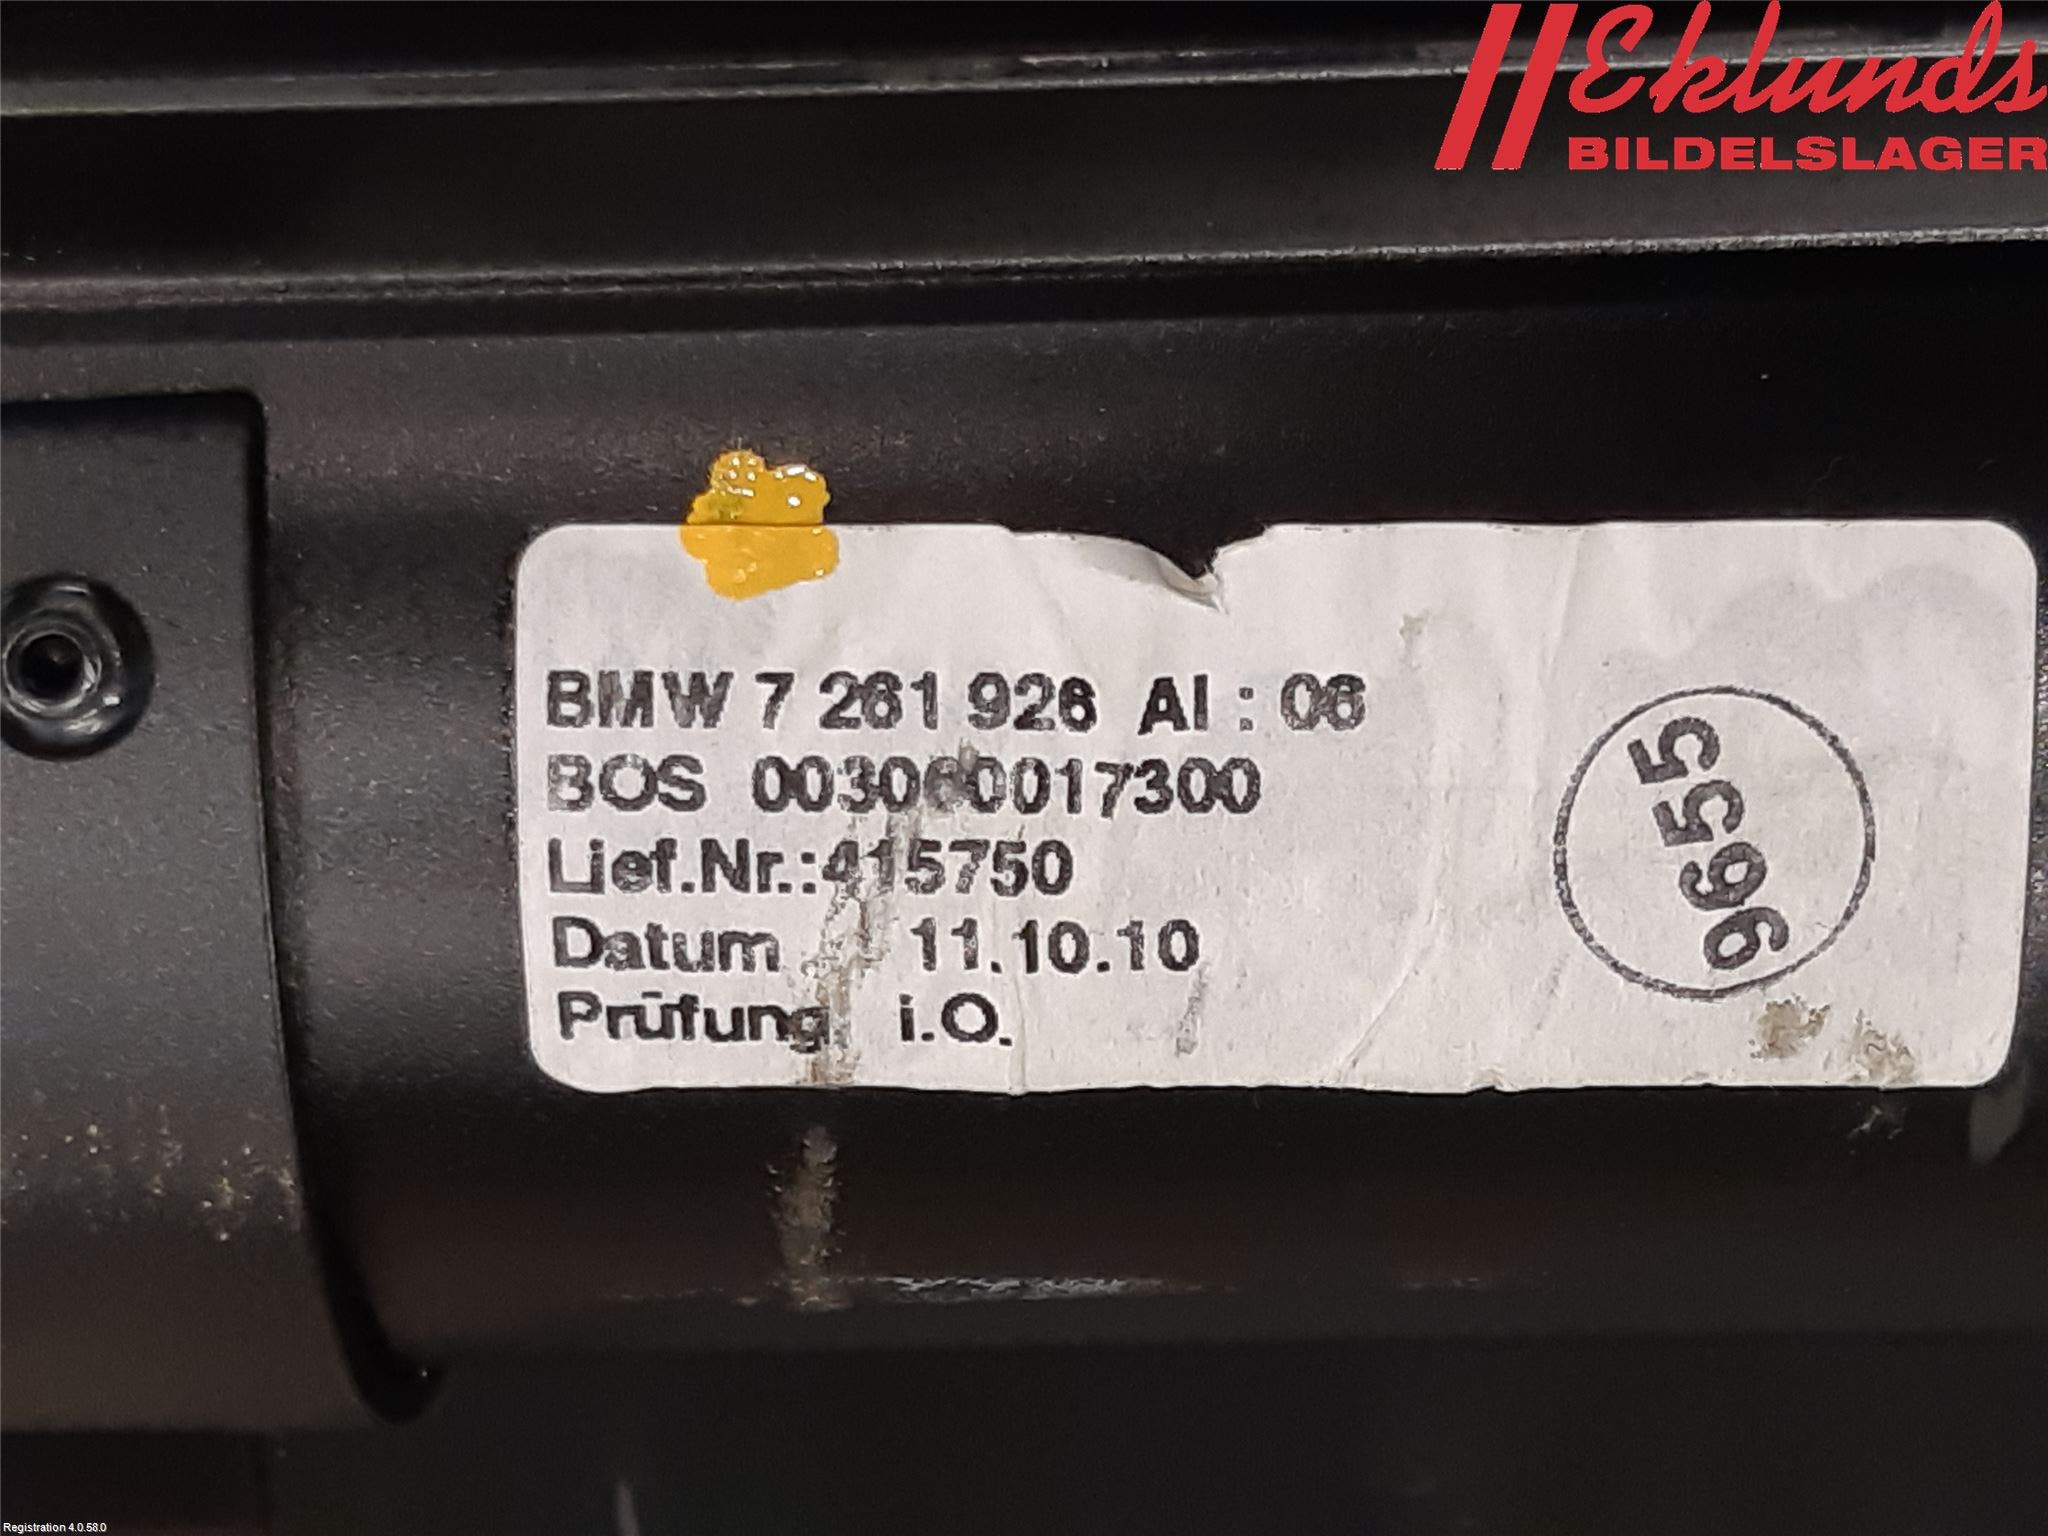 Eklunds
BILDELSLAGER
BMW 7 261 926 AI : 06
BOS 003060017300
Lief.Nr.:415750
Datum 11.10.10
Prüfung i.O.
5596
Registration 4.0.58.0